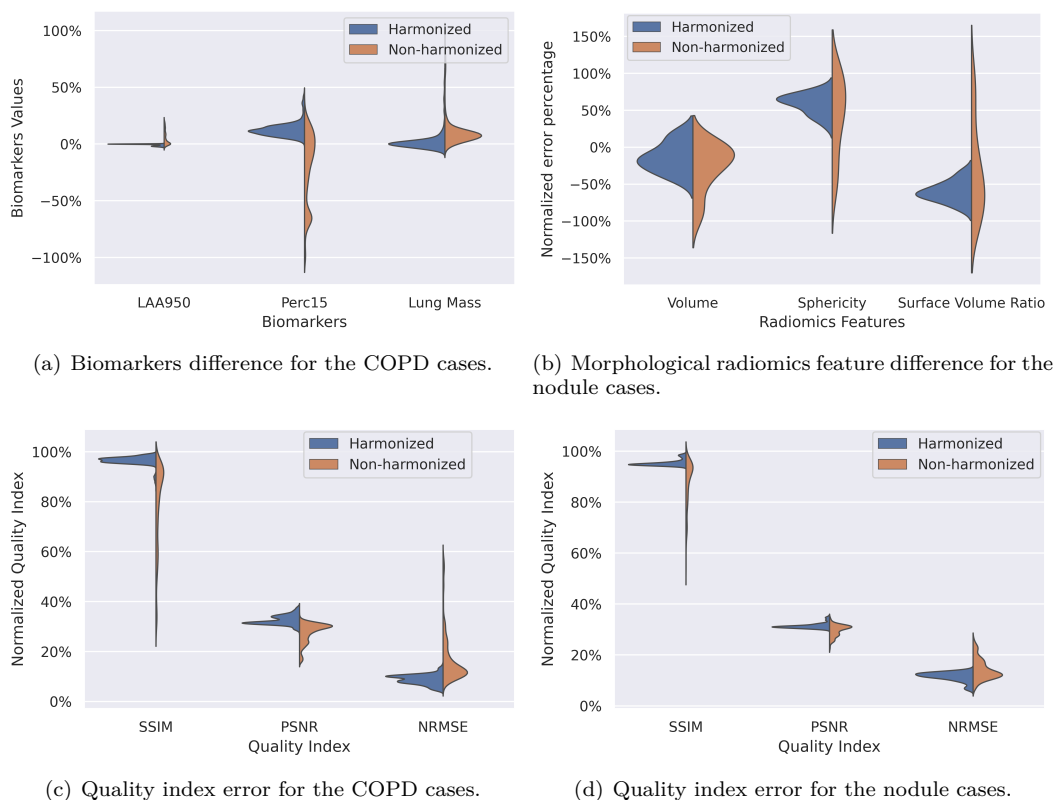 100%
50%
0%
−50%
−100%
Biomarkers Values
Harmonized
Non-harmonized
LAA950
Perc15
Lung Mass
Biomarkers
(a) Biomarkers difference for the COPD cases.
150%
100%
50%
0%
−50%
−100%
−150%
Normalized error percentage
Harmonized
Non-harmonized
Volume
Sphericity
Surface Volume Ratio
Radiomics Features
(b) Morphological radiomics feature difference for the
nodule cases.
100%
80%
60%
40%
20%
0%
Normalized Quality Index
Harmonized
Non-harmonized
SSIM
PSNR
NRMSE
Quality Index
(c) Quality index error for the COPD cases.
100%
80%
60%
40%
20%
0%
Normalized Quality Index
Harmonized
Non-harmonized
SSIM
PSNR
NRMSE
Quality Index
(d) Quality index error for the nodule cases.